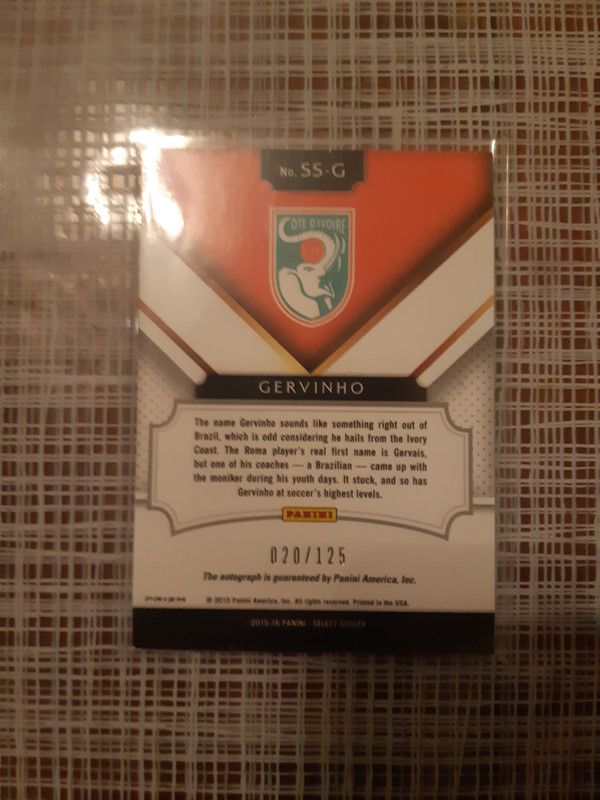 No. SS-G
CÔTE D'IVOIRE
GERVINHO
The name Gervinho sounds like something right out of
Brazil, which is odd considering he hails from the Ivory
Coast. The Roma player's real first name is Gervais,
but one of his coaches — a Brazilian — came up with
the moniker during his youth days. It stuck, and so has
Gervinho at soccer's highest levels.
PANINI
020/125
The autograph is guaranteed by Panini America, Inc.
© 2015 Panini America, Inc. All rights reserved. Printed in the USA.
2015-16 PANINI - SELECT SOCCER